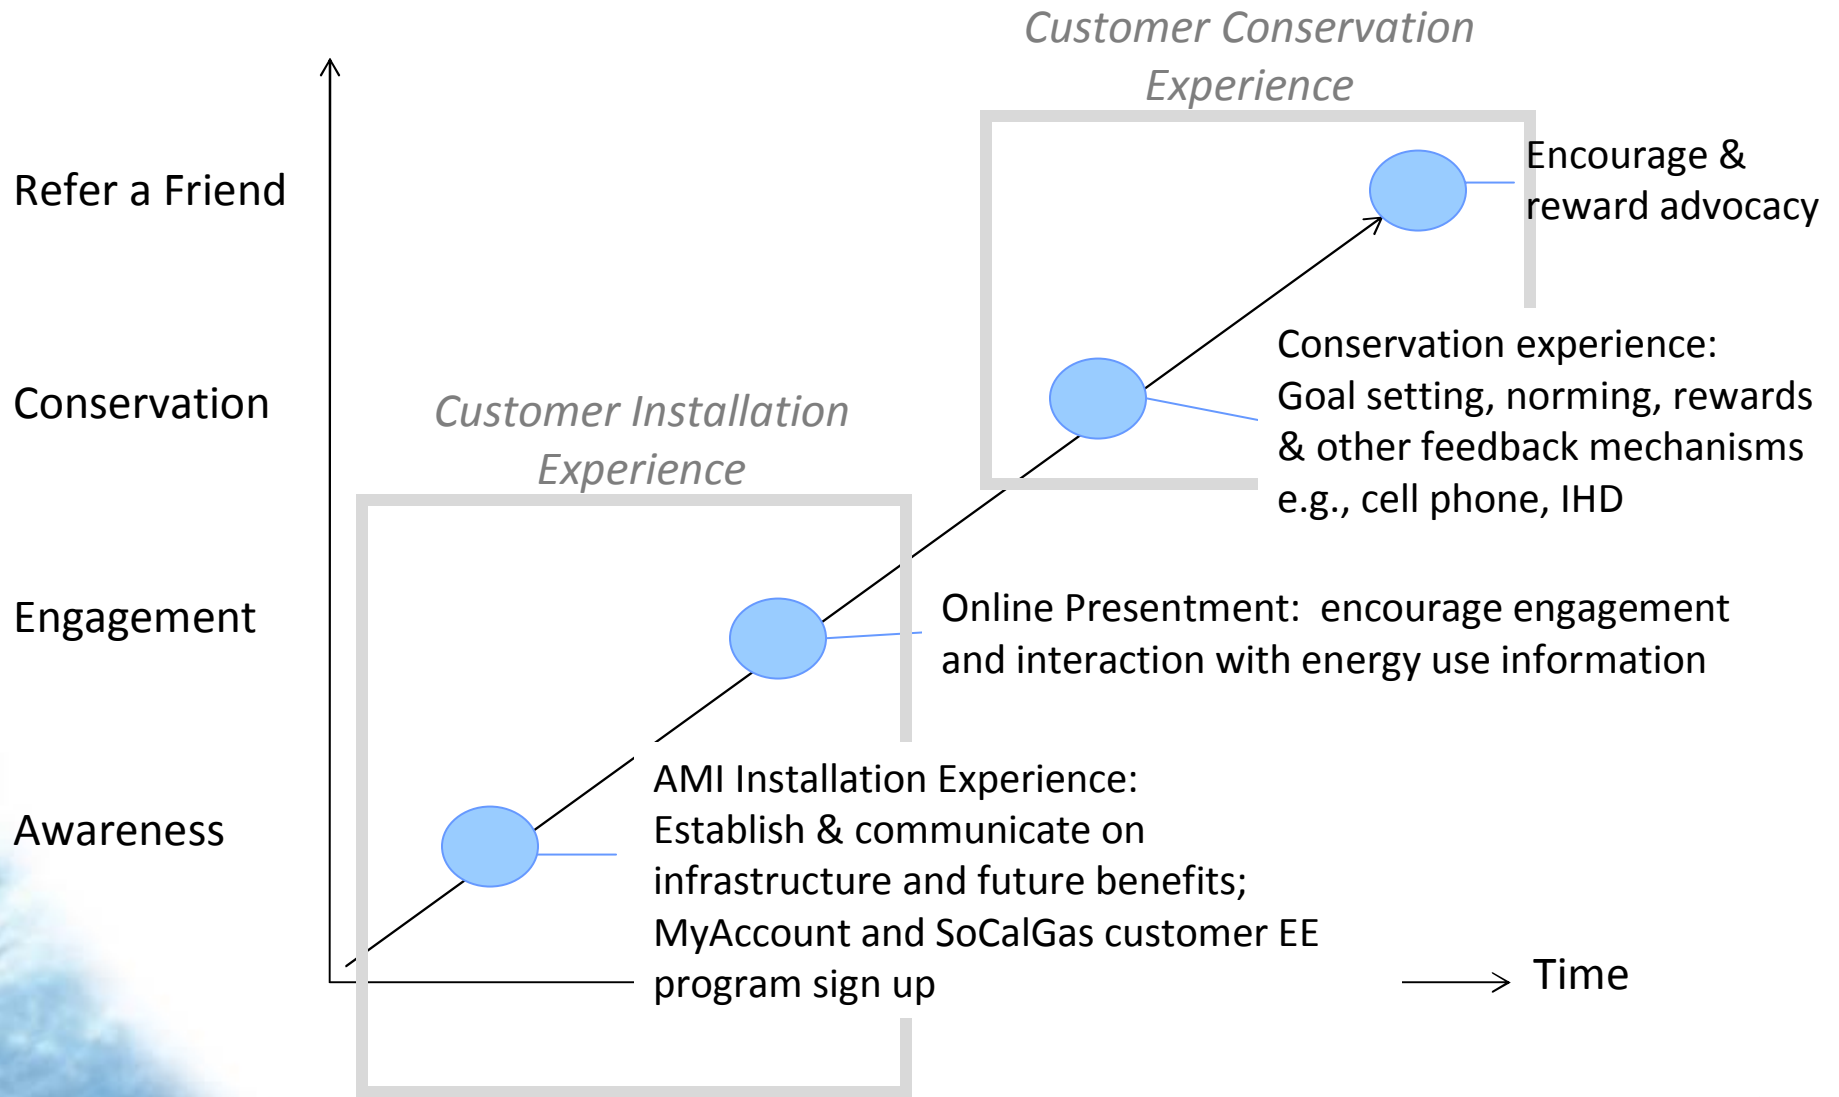 Customer Conservation
Experience
Refer a Friend
Encourage &
reward advocacy
Conservation
Conservation experience:
Goal setting, norming, rewards
& other feedback mechanisms
e.g., cell phone, IHD
Customer Installation
Experience
Engagement
Online Presentment:  encourage engagement
and interaction with energy use information
Awareness
AMI Installation Experience:
Establish & communicate on
infrastructure and future benefits;
MyAccount and SoCalGas customer EE
program sign up
Time